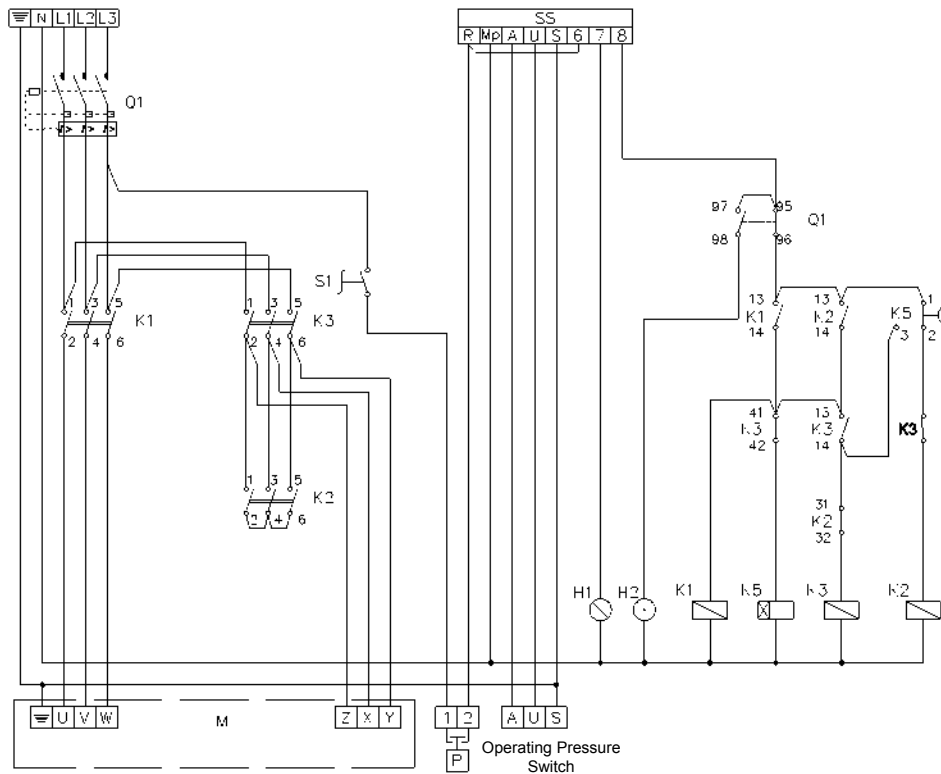 N L1 L2 L3
SS
R Mp A U S 6 7 8
Q1
97 95
Q1
98 96
S1
1 3 5
K1
2 4 6
1 3 5
K3
2 4 6
13 13 1
K1 K2 K5
14 14 3 2
41 13
K3 K3 K3
42 14
1 3 5
K2
2 4 6
31
K2
32
H1 H2 K1 K5 K3 K2
X
U V W
M
Z X Y
1 2
A U S
P
Operating Pressure
Switch